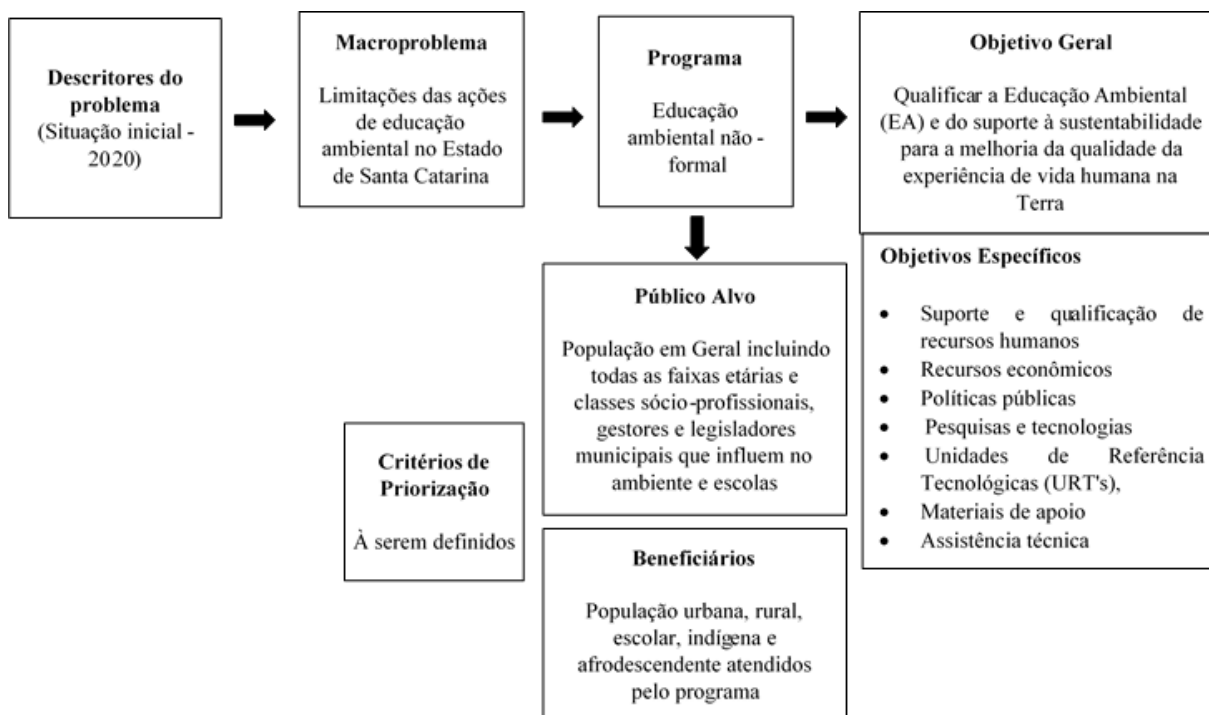 Descritores do
problema
(Situação inicial -
2020)
Macroproblema
Limitações das ações
de educação
ambiental no Estado
de Santa Catarina
Programa
Educação
ambiental não -
formal
Objetivo Geral
Qualificar a Educação Ambiental
(EA) e do suporte à sustentabilidade
para a melhoria da qualidade da
experiência de vida humana na
Terra
Objetivos Específicos
• Suporte e qualificação de
recursos humanos
• Recursos econômicos
• Políticas públicas
• Pesquisas e tecnologias
• Unidades de Referência
Tecnológicas (URT's),
• Materiais de apoio
• Assistência técnica
Público Alvo
População em Geral incluindo
todas as faixas etárias e
classes sócio-profissionais,
gestores e legisladores
municipais que influem no
ambiente e escolas
Critérios de
Priorização
À serem definidos
Beneficiários
População urbana, rural,
escolar, indígena e
afrodescendente atendidos
pelo programa